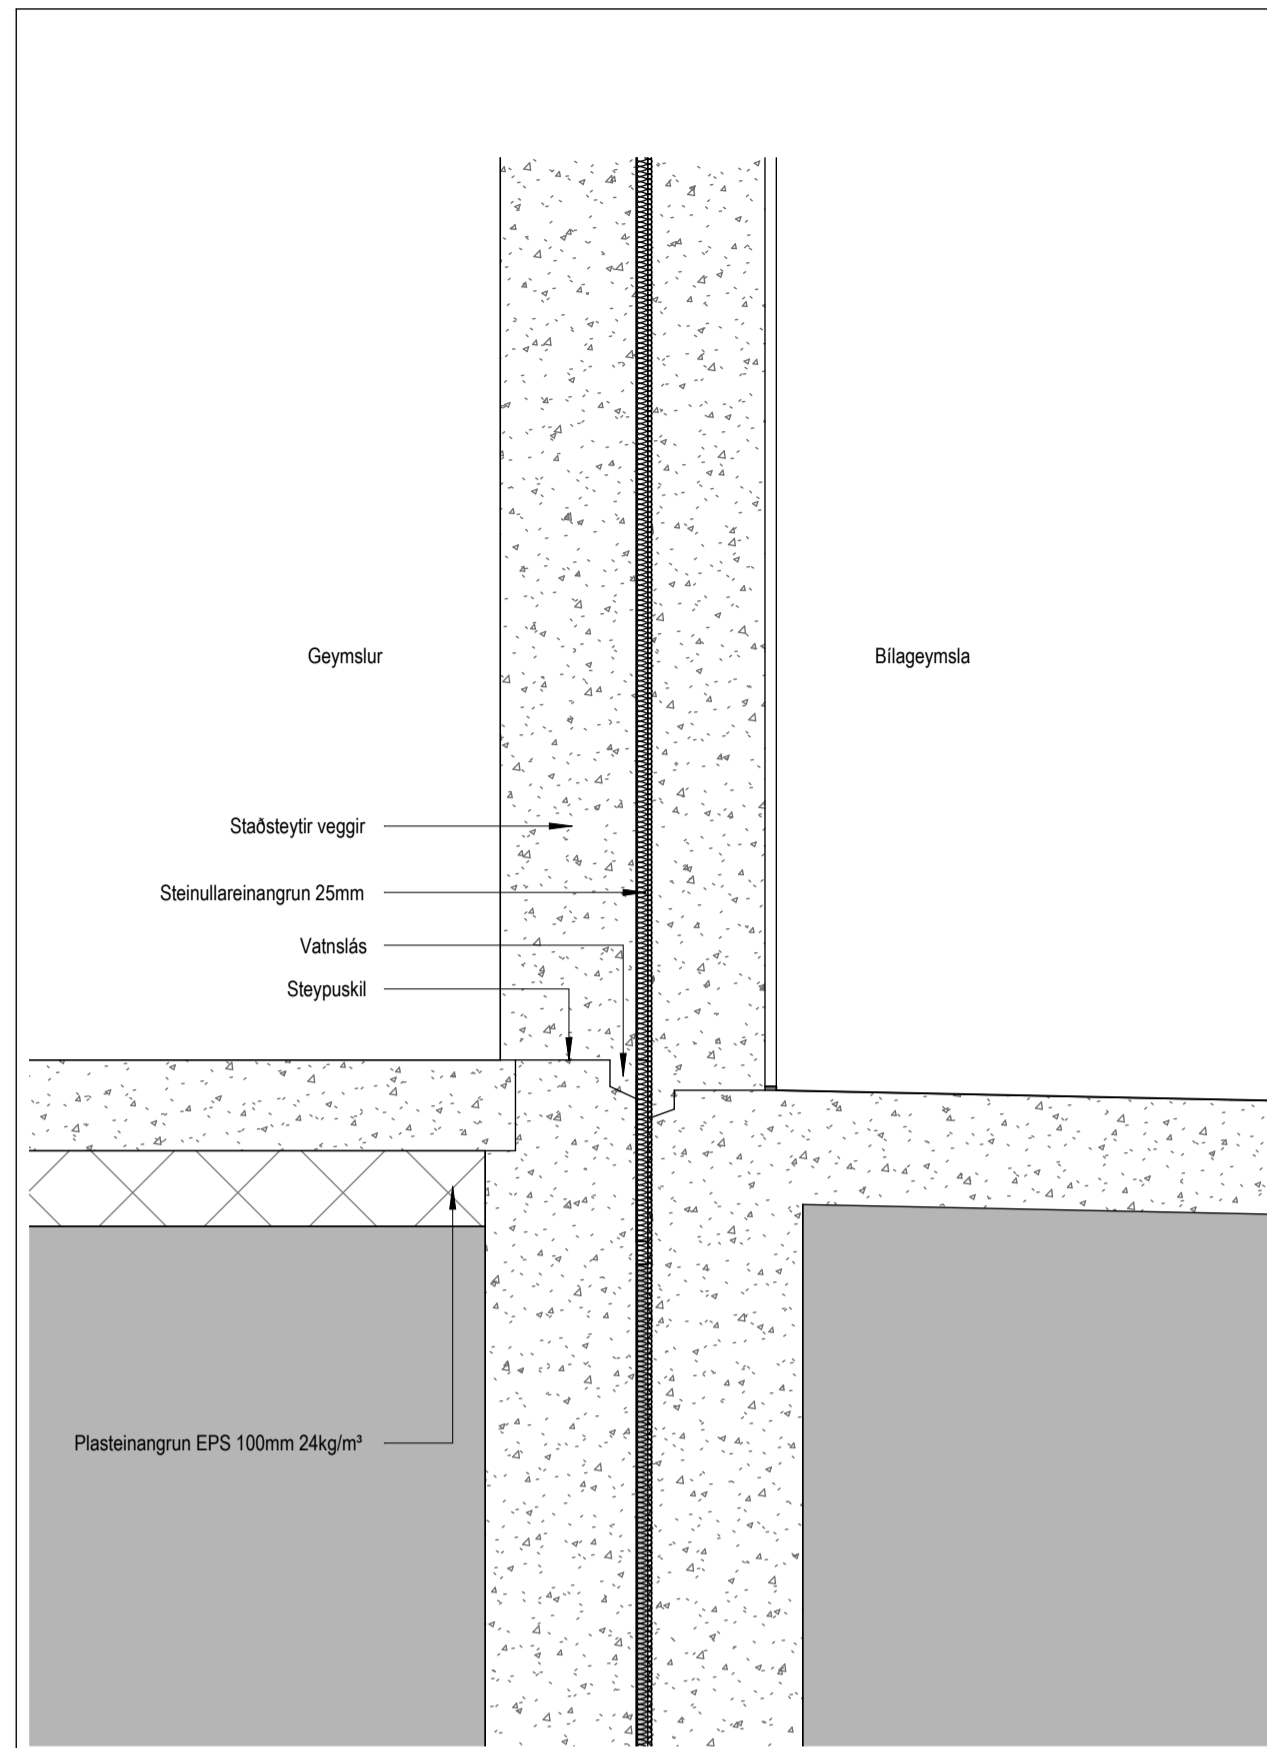 Geymslur
Bílageymsla
Staðsteytir veggir
Steinullareinangrun 25mm
Vatnslás
Steypuskil
Plasteinangrun EPS 100mm 24kg/m³